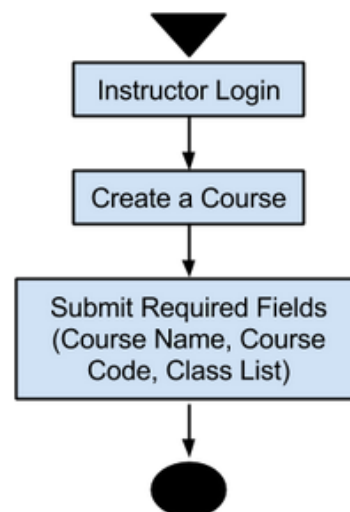 Instructor Login
Create a Course
Submit Required Fields
(Course Name, Course
Code, Class List)